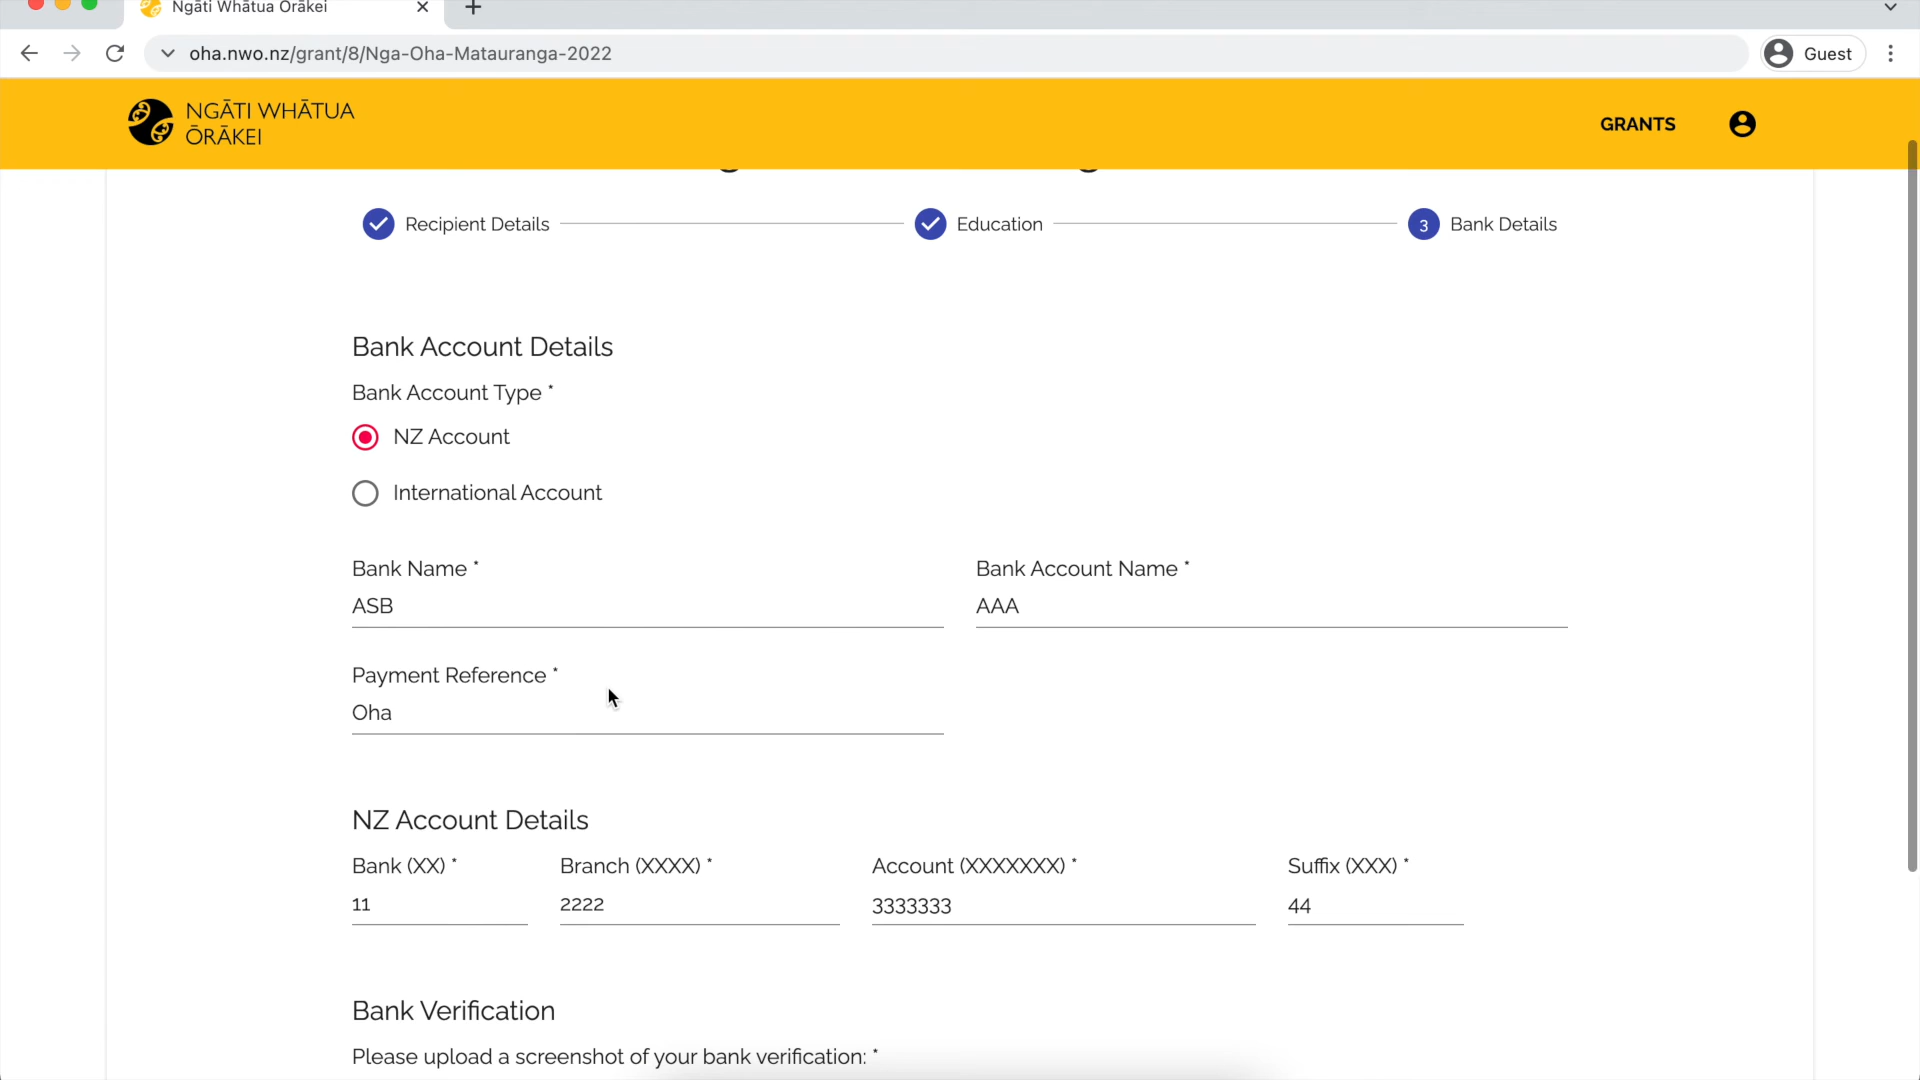 Ngāti Whātua Ōrākei
oha.nwo.nz/grant/8/Nga-Oha-Matauranga-2022
Guest
NGĀTI WHĀTUA
ŌRĀKEI
GRANTS
Recipient Details
Education
3 Bank Details
Bank Account Details
Bank Account Type *
NZ Account
International Account
Bank Name * Bank Account Name *
ASB AAA
Payment Reference *
Oha
NZ Account Details
Bank (XX) * Branch (XXXX) * Account (XXXXXXX) * Suffix (XXX) *
11 2222 3333333 44
Bank Verification
Please upload a screenshot of your bank verification: *